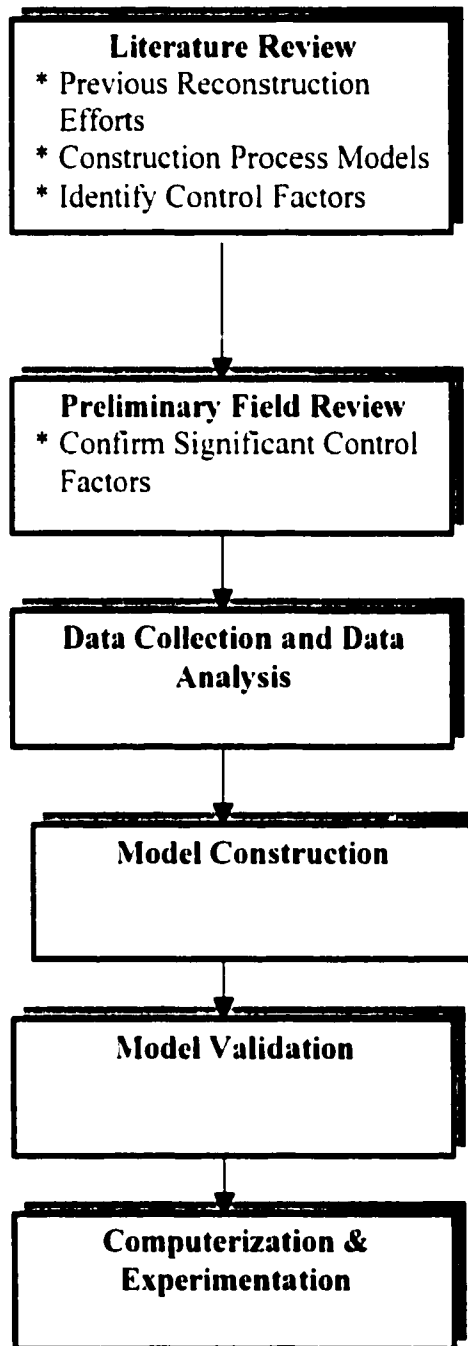 Literature Review
* Previous Reconstruction
Efforts
* Construction Process Models
* Identify Control Factors
Preliminary Field Review
* Confirm Significant Control
Factors
Data Collection and Data
Analysis
Model Construction
Model Validation
Computerization &
Experimentation